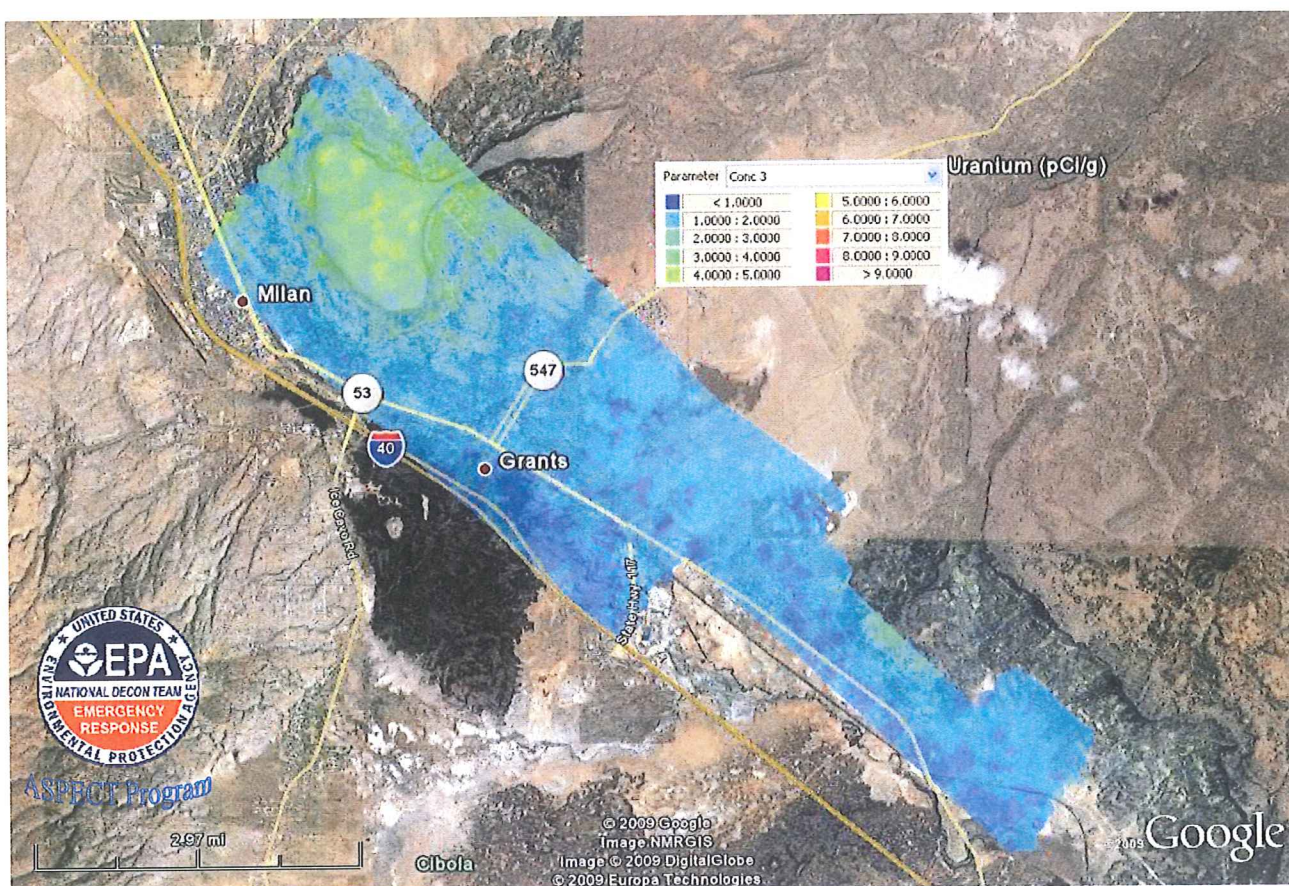 Uranium (pCi/g)
Parameter Conc 3
< 1.0000
1.0000 : 2.0000
2.0000 : 3.0000
3.0000 : 4.0000
4.0000 : 5.0000
5.0000 : 6.0000
6.0000 : 7.0000
7.0000 : 8.0000
8.0000 : 9.0000
> 9.0000
Milan
547
53
40
Grants
Ice Cave Rd
State Hwy 117
UNITED STATES
ENVIRONMENTAL PROTECTION AGENCY
EPA
NATIONAL DECON TEAM
EMERGENCY
RESPONSE
ASPECT Program
2.97 mi
Cibola
© 2009 Google
Image NMRGIS
Image © 2009 DigitalGlobe
© 2009 Europa Technologies
©2009 Google